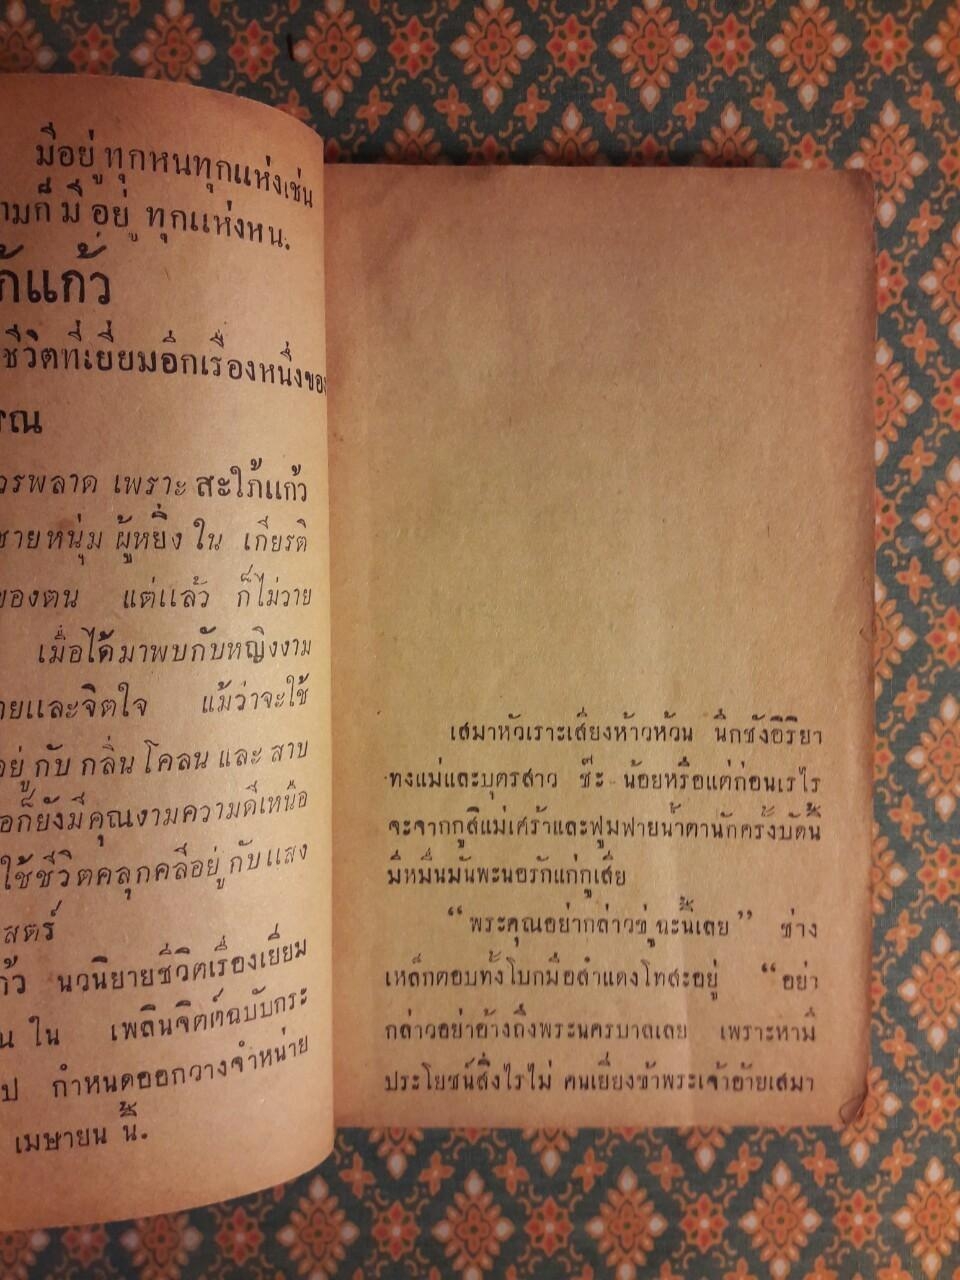 มีอยู่ทุกหนทุกแห่งเช่น
ามก็มีอยู่ ทุกแห่งหน.
ภ้แก้ว
ชีวิตที่เยี่ยมอีกเรื่องหนึ่งของ
รณ
วรพลาด เพราะ สะใภ้แก้ว
ชายหนุ่ม ผู้หยิ่ง ใน เกียรติ
ของตน แต่แล้ว ก็ไม่วาย
เมื่อได้มาพบกับหญิงงาม
ายและจิตใจ แม้ว่าจะใช้
อยู่ กับ กลิ่น โคลน และ สาบ
อก็ยังมีคุณงามความดีเหนือ
ใช้ชีวิตคลุกคลีอยู่กับแสง
สตร์
ก้ว นวนิยายชีวิตเรื่องเยี่ยม
น ใน เพลินจิตต์ฉบับกระ
ป กำหนดออกวางจำหน่าย
เมษายน นี้.
เสมาหัวเราะเสียงห้าวห้วน นึกชังอิริยา
ทงแม่และบุตรสาว ช๊ะ น้อยหรือแต่ก่อนเรไร
จะจากกูสิแม่เศร้าและฟูมฟายน้ำตานักครั้งบัดนี้
มีหมื่นมันพะนอรักแก่กูเสีย
“พระคุณอย่ากล่าวขู่ฉะนี้เลย” ช่าง
เหล็กตอบทั้งโบกมือสำแดงโทสะอยู่ “อย่า
กล่าวอย่าอ้างถึงพระนครบาลเลย เพราะหามี
ประโยชน์สิ่งไรไม่ คนเยี่ยงข้าพระเจ้าอ้ายเสมา